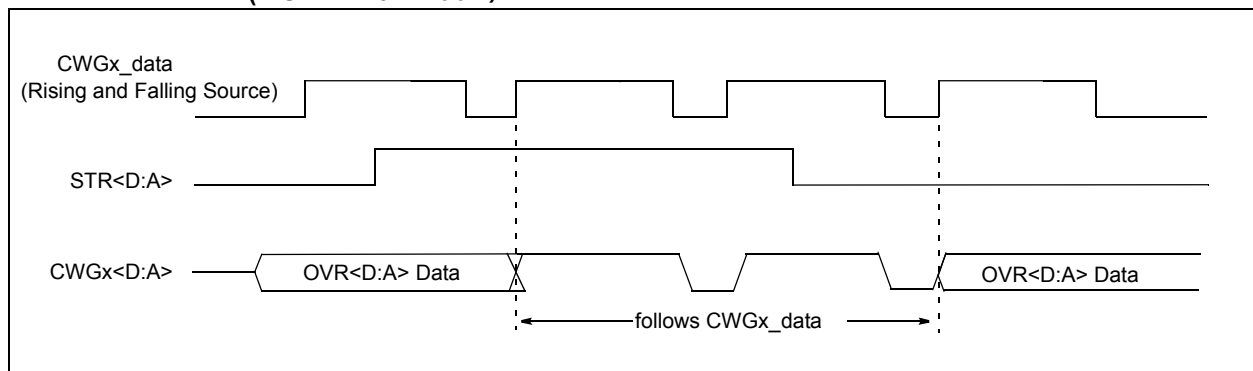 CWGx_data
(Rising and Falling Source)
STR<D:A>
CWGx<D:A>
OVR<D:A> Data
OVR<D:A> Data
follows CWGx_data